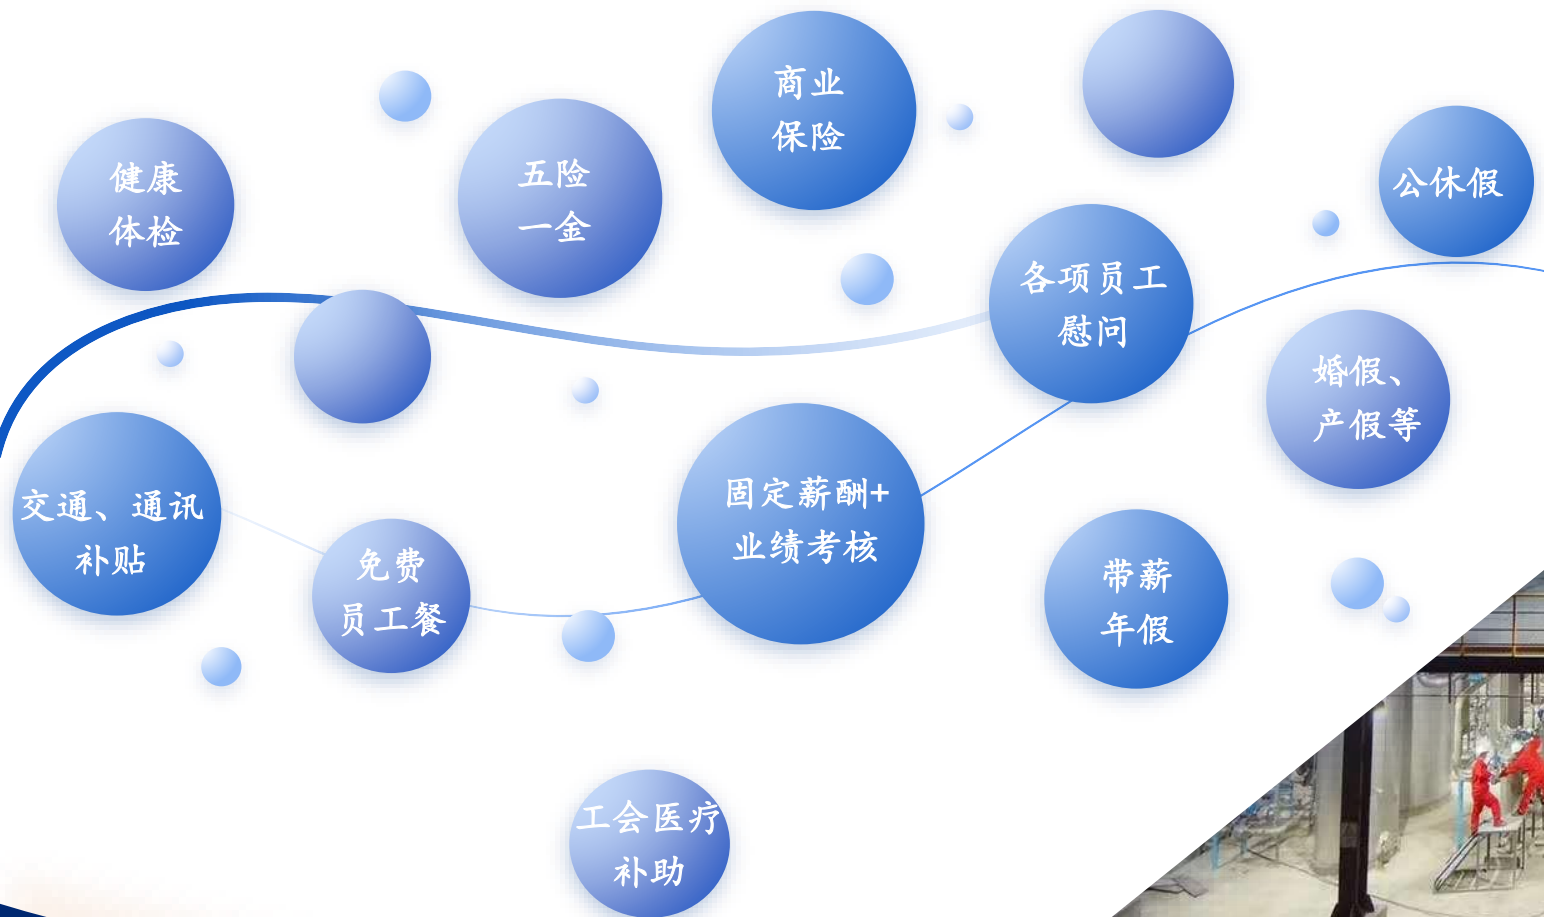 商业
保险
健康
体检
五险
一金
公休假
各项员工
慰问
婚假、
产假等
交通、通讯
补贴
免费
员工餐
固定薪酬+
业绩考核
带薪
年假
工会医疗
补助